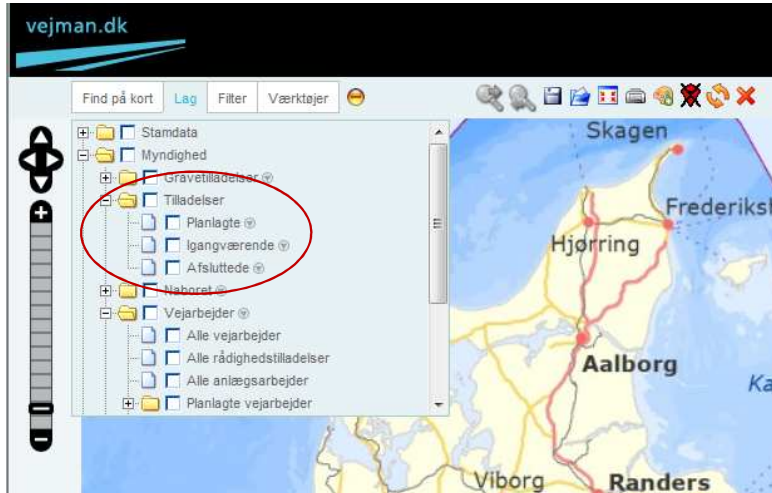 vejman.dk
Find på kort Lag Filter Værktøjer
Stamdata
Myndighed
Gravetilladelser
Tilladelser
Planlagte
Igangværende
Afsluttede
Naboret
Vejarbejder
Alle vejarbejder
Alle rådighedstilladelser
Alle anlægsarbejder
Planlagte vejarbejder
Skagen
Frederiksh
Hjørring
Aalborg
Ka
Viborg
Randers